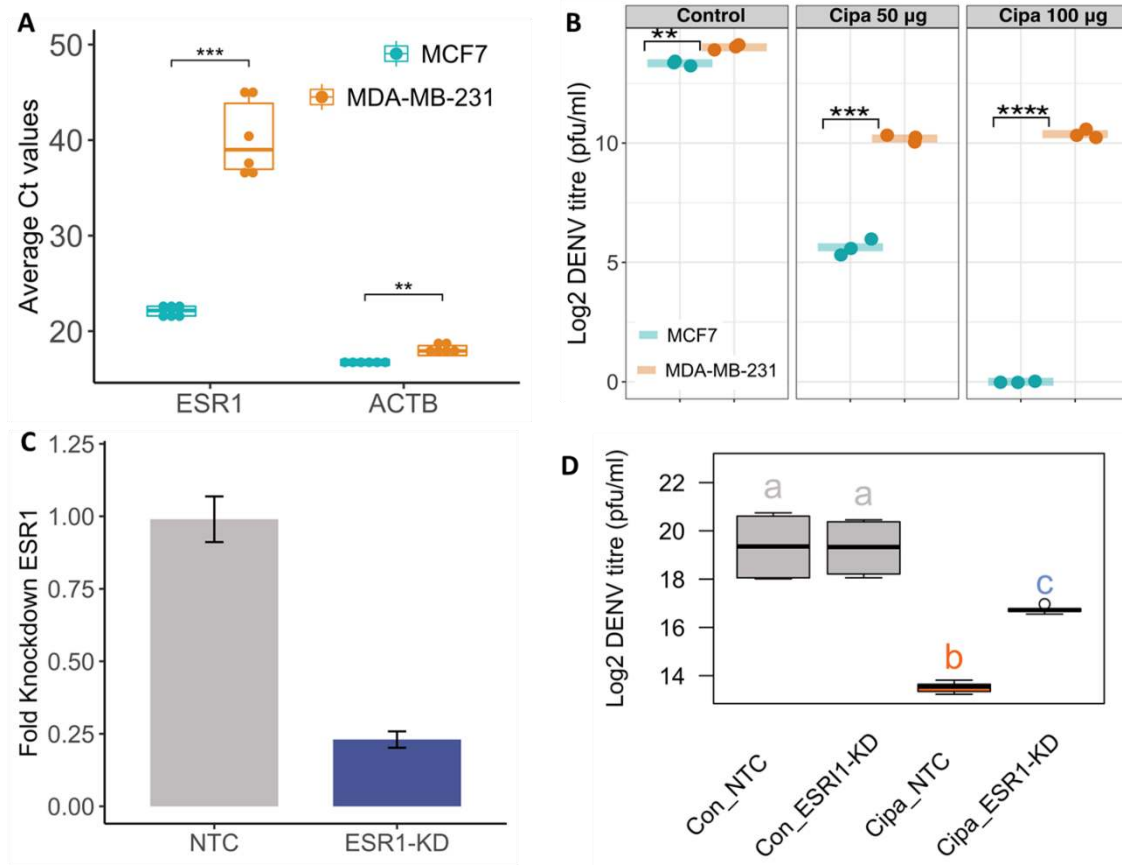 A
Average Ct values
50
40
30
20
***
**
MCF7
MDA-MB-231
ESR1
ACTB
B
Control
Cipa 50 µg
Cipa 100 µg
Log2 DENV titre (pfu/ml)
10
5
0
**
***
****
MCF7
MDA-MB-231
C
Fold Knockdown ESR1
1.25
1.00
0.75
0.50
0.25
0.00
NTC
ESR1-KD
D
Log2 DENV titre (pfu/ml)
22
20
18
16
14
a
a
b
c
Con_NTC
Con_ESRI1-KD
Cipa_NTC
Cipa_ESR1-KD